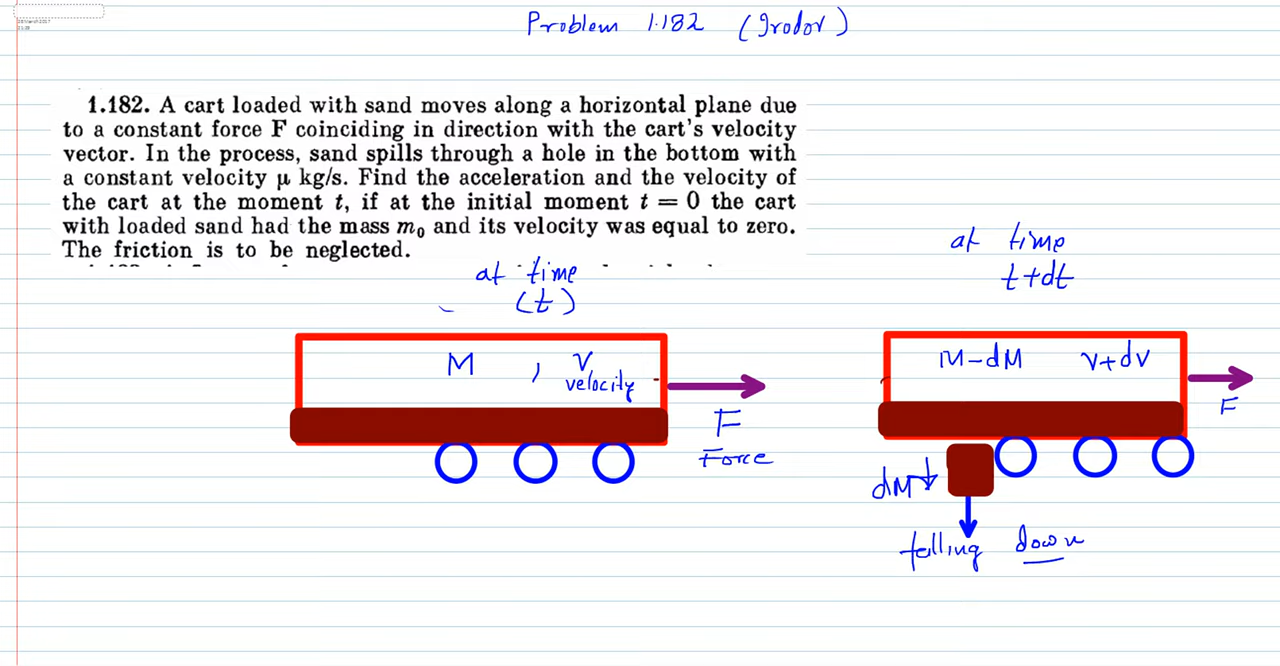 Problem 1.182 (Irodov)
1.182. A cart loaded with sand moves along a horizontal plane due
to a constant force F coinciding in direction with the cart's velocity
vector. In the process, sand spills through a hole in the bottom with
a constant velocity μ kg/s. Find the acceleration and the velocity of
the cart at the moment t, if at the initial moment t = 0 the cart
with loaded sand had the mass m₀ and its velocity was equal to zero.
The friction is to be neglected.
at time
(t)
at time
t+dt
M , V
velocity
F
Force
M-dM V+dV
F
dM
falling down